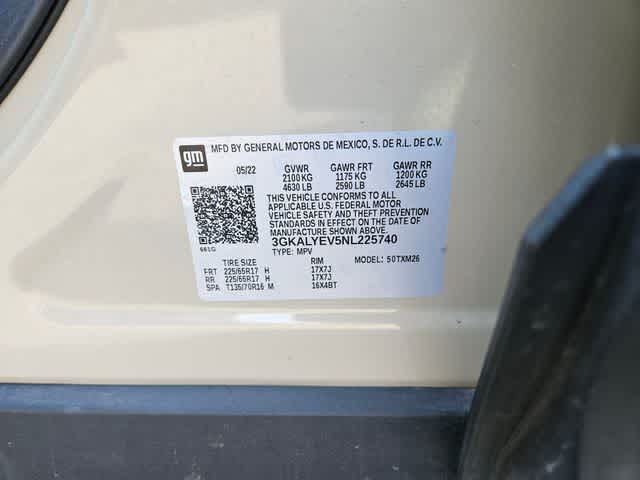 MFD BY GENERAL MOTORS DE MEXICO, S. DE R.L. DE C.V.
gm
05/22 GVWR GAWR FRT GAWR RR
2100 KG 1175 KG 1200 KG
4630 LB 2590 LB 2645 LB
THIS VEHICLE CONFORMS TO ALL
APPLICABLE U.S. FEDERAL MOTOR
VEHICLE SAFETY AND THEFT PREVENTION
STANDARDS IN EFFECT ON THE DATE OF
MANUFACTURE SHOWN ABOVE.
3GKALYEV5NL225740
TYPE: MPV MODEL: 50TXM26
TIRE SIZE RIM
FRT 225/65R17 H 17X7J
RR 225/65R17 H 17X7J
SPA T135/70R16 M 16X4BT